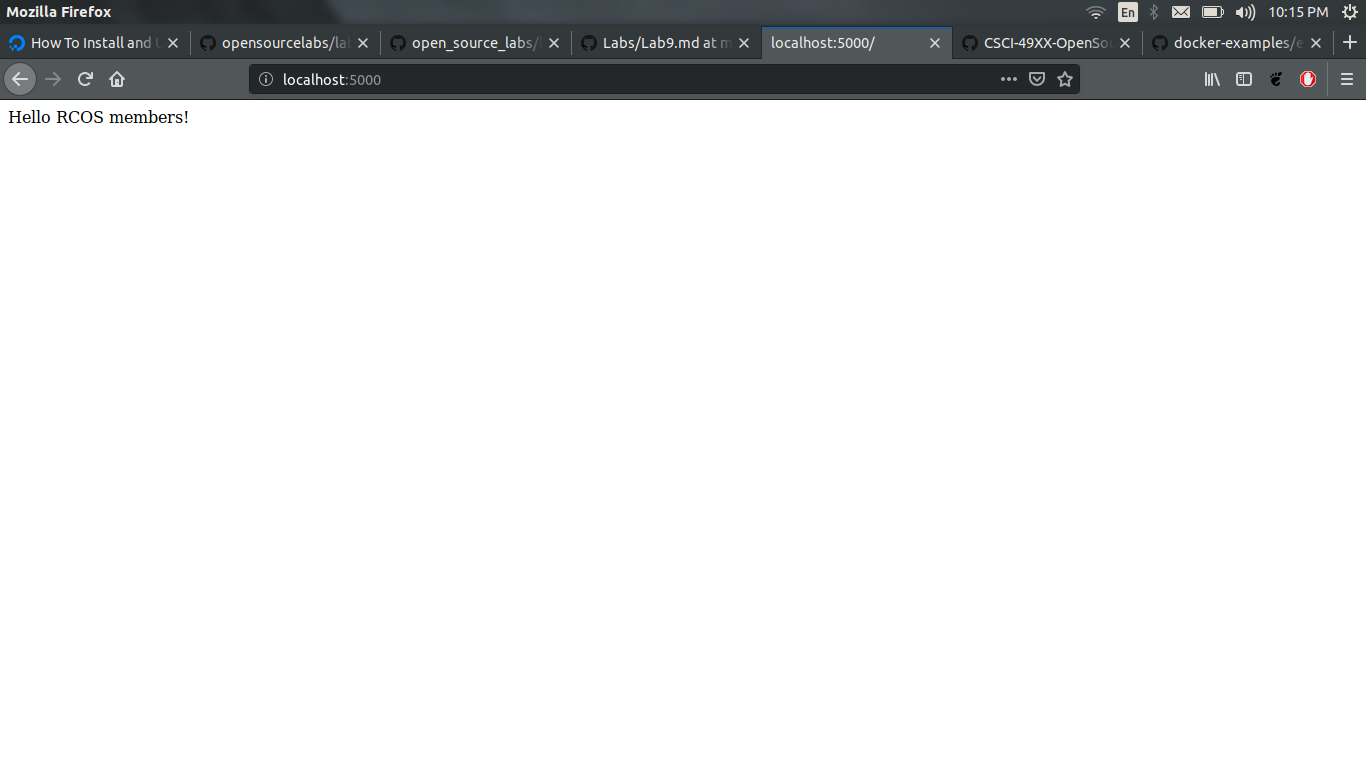 Mozilla Firefox En 10:15 PM
How To Install and opensourcelabs/la open_source_labs/ Labs/Lab9.md at m localhost:5000/ CSCI-49XX-OpenSou docker-examples/e
localhost:5000
Hello RCOS members!